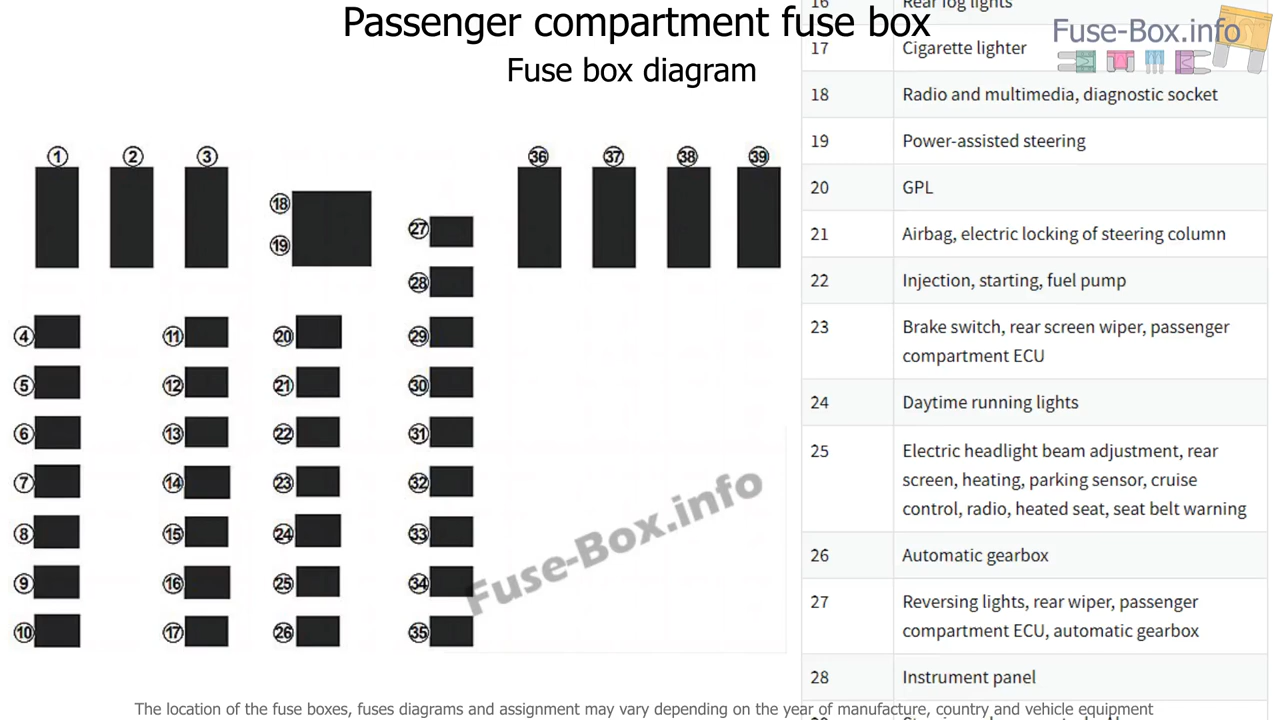 Passenger compartment fuse box
Fuse box diagram
Fuse-Box.info
1 2 3 36 37 38 39
18
19
27
28
4 11 20 29
5 12 21 30
6 13 22 31
7 14 23 32
8 15 24 33
9 16 25 34
10 17 26 35
Fuse-Box.info
16 Rear fog lights
17 Cigarette lighter
18 Radio and multimedia, diagnostic socket
19 Power-assisted steering
20 GPL
21 Airbag, electric locking of steering column
22 Injection, starting, fuel pump
23 Brake switch, rear screen wiper, passenger
compartment ECU
24 Daytime running lights
25 Electric headlight beam adjustment, rear
screen, heating, parking sensor, cruise
control, radio, heated seat, seat belt warning
26 Automatic gearbox
27 Reversing lights, rear wiper, passenger
compartment ECU, automatic gearbox
28 Instrument panel
The location of the fuse boxes, fuses diagrams and assignment may vary depending on the year of manufacture, country and vehicle equipment